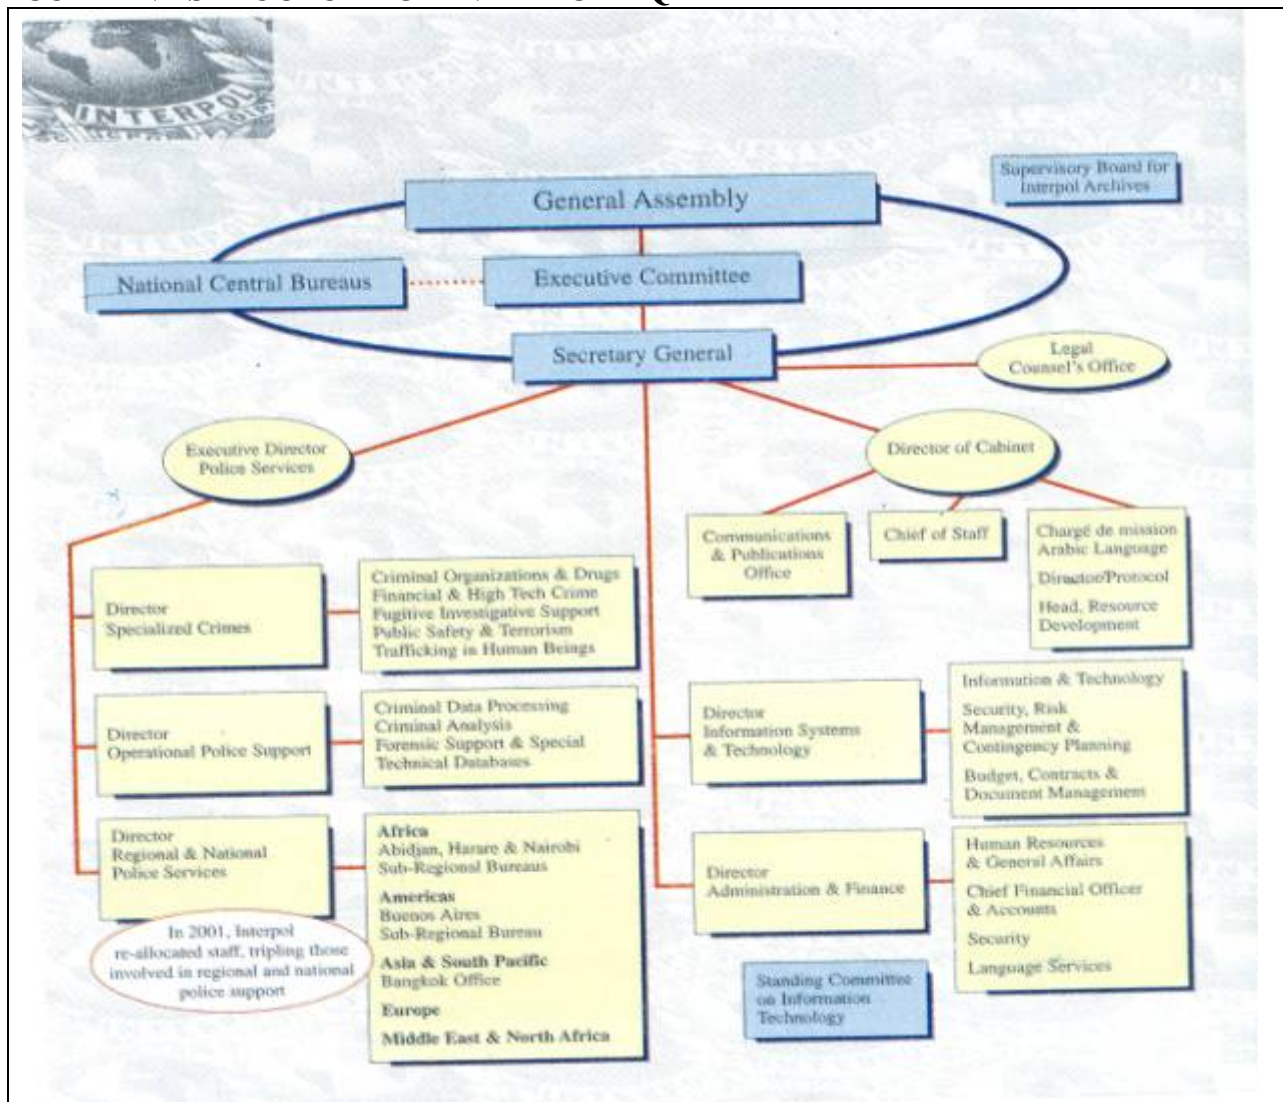 INTERPOL
Supervisory Board for
Interpol Archives
General Assembly
National Central Bureaus
Executive Committee
Secretary General
Legal
Counsel's Office
Executive Director
Police Services
Director of Cabinet
Communications
& Publications
Office
Chief of Staff
Chargé de mission
Arabic Language
Director/Protocol
Head, Resource
Development
Director
Specialized Crimes
Criminal Organizations & Drugs
Financial & High Tech Crime
Fugitive Investigative Support
Public Safety & Terrorism
Trafficking in Human Beings
Director
Operational Police Support
Criminal Data Processing
Criminal Analysis
Forensic Support & Special
Technical Databases
Director
Information Systems
& Technology
Information & Technology
Security, Risk
Management &
Contingency Planning
Budget, Contracts &
Document Management
Director
Regional & National
Police Services
In 2001, Interpol
re-allocated staff, tripling those
involved in regional and national
police support
Africa
Abidjan, Harare & Nairobi
Sub-Regional Bureaus
Americas
Buenos Aires
Sub-Regional Bureau
Asia & South Pacific
Bangkok Office
Europe
Middle East & North Africa
Director
Administration & Finance
Human Resources
& General Affairs
Chief Financial Officer
& Accounts
Security
Language Services
Standing Committee
on Information
Technology